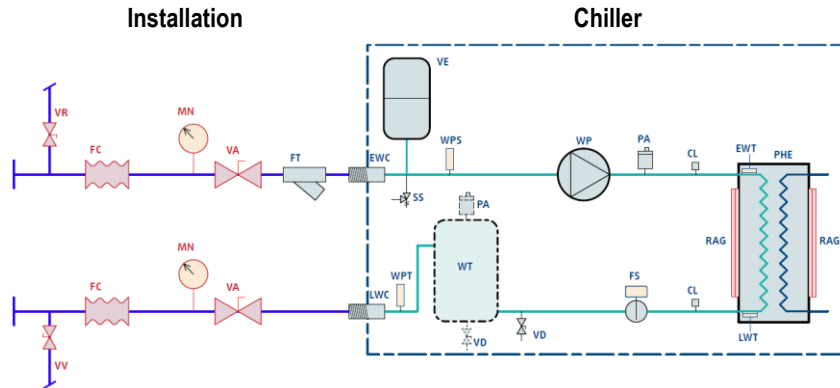 Installation
Chiller
VE
VR
MN
FC
VA
FT
EWC
WPS
WP
PA
CL
EWT
PHE
SS
PA
RAG
RAG
MN
FC
VA
WPT
WT
FS
CL
LWC
VV
VD
VD
LWT